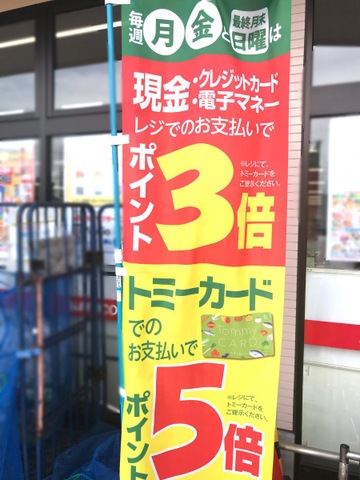 毎週月金と最終月末日曜は
現金・クレジットカード
・電子マネー
レジでのお支払いで
ポイント3倍
※レジにて、
トミーカードを
ご提示ください。
トミーカード
での
お支払いで
Tommy
CARD
ポイント5倍
※レジにて、
トミーカードを
ご提示ください。